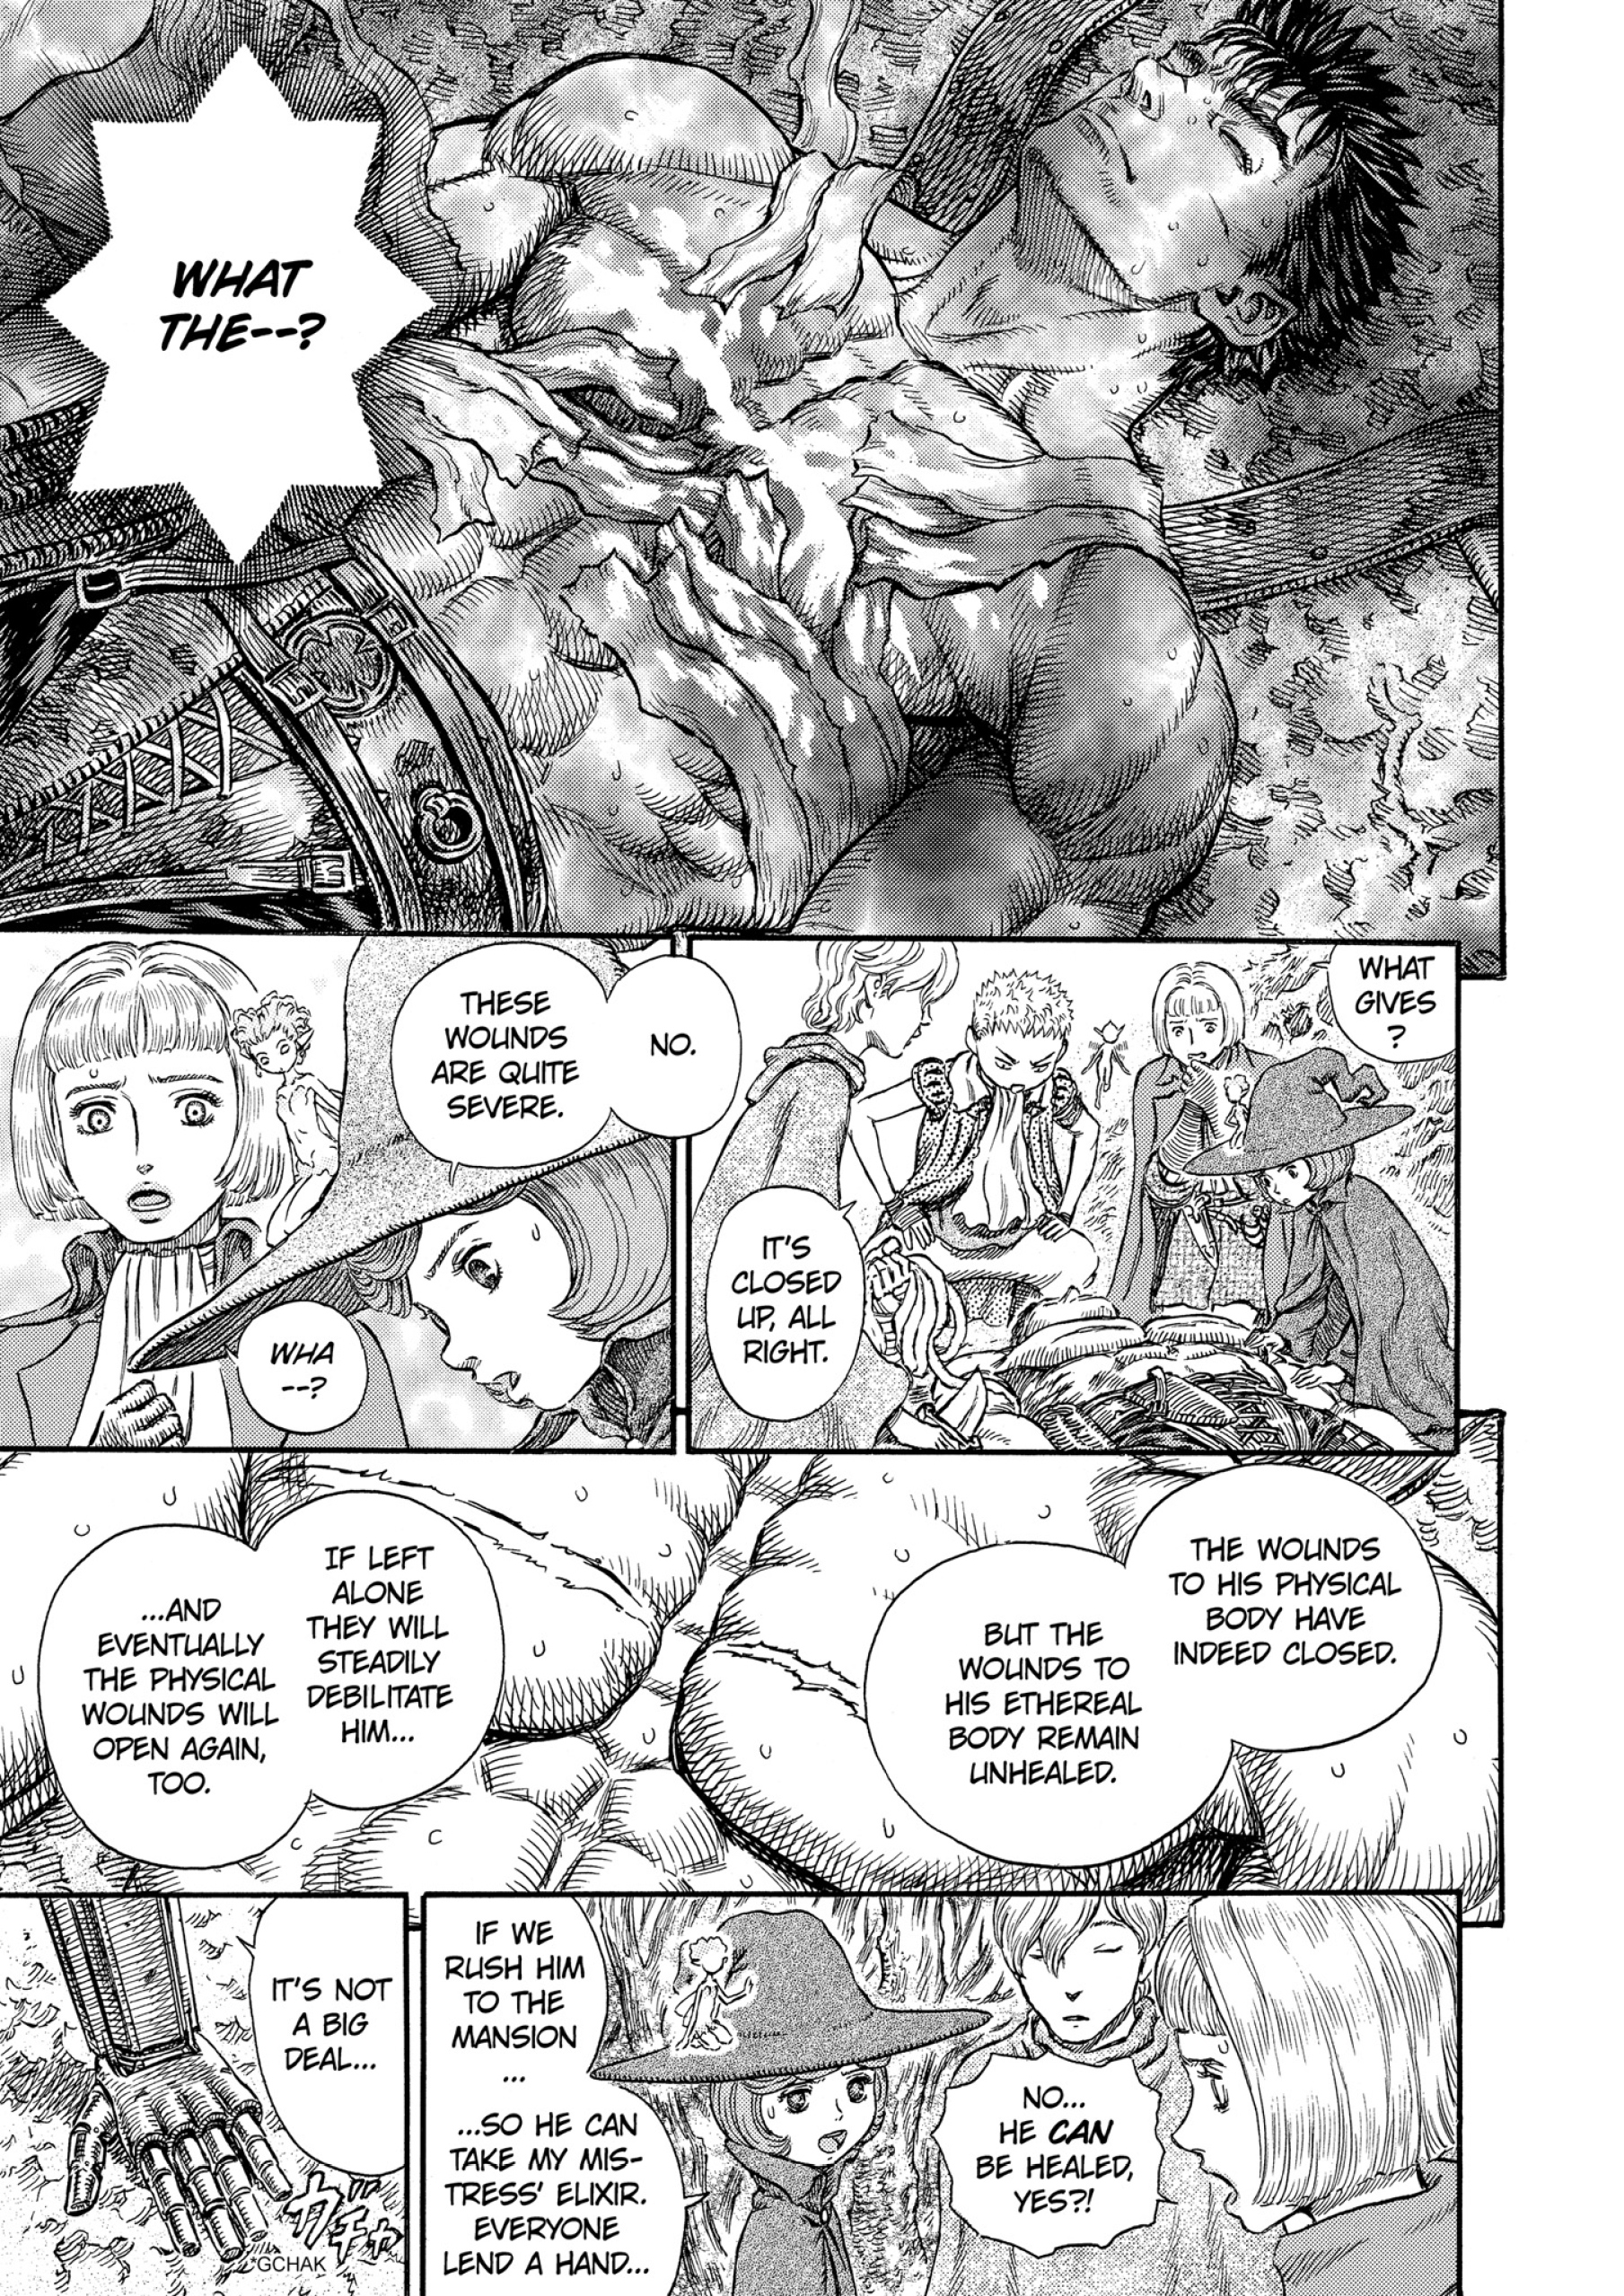 WHAT
THE--?
WHAT
GIVES
?
IT'S
CLOSED
UP, ALL
RIGHT.
NO.
THESE
WOUNDS
ARE QUITE
SEVERE.
WHA
--?
THE WOUNDS
TO HIS PHYSICAL
BODY HAVE
INDEED CLOSED.
BUT THE
WOUNDS TO
HIS ETHEREAL
BODY REMAIN
UNHEALED.
IF LEFT
ALONE
THEY WILL
STEADILY
DEBILITATE
HIM...
...AND
EVENTUALLY
THE PHYSICAL
WOUNDS WILL
OPEN AGAIN,
TOO.
NO...
HE CAN
BE HEALED,
YES?!
IF WE
RUSH HIM
TO THE
MANSION
...
...SO HE CAN
TAKE MY MIS-
TRESS' ELIXIR.
EVERYONE
LEND A HAND...
IT'S NOT
A BIG
DEAL...
ガチャ
*GCHAK